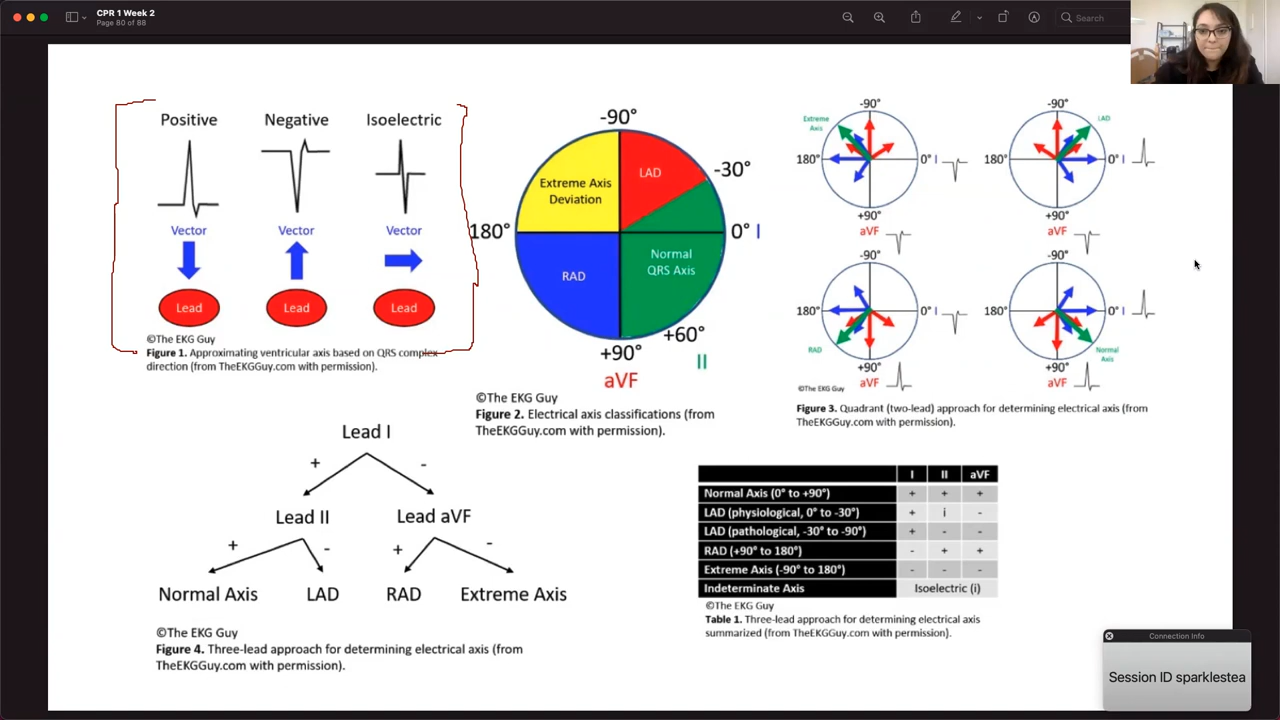 CPR 1 Week 2
Page 80 of 88
Search
Positive Negative Isoelectric
Vector Vector Vector
Lead Lead Lead
©The EKG Guy
Figure 1. Approximating ventricular axis based on QRS complex
direction (from TheEKGGuy.com with permission).
-90°
Extreme Axis
Deviation
LAD
-30°
180°
0° I
RAD
Normal
QRS Axis
+60°
II
+90°
aVF
©The EKG Guy
Figure 2. Electrical axis classifications (from
TheEKGGuy.com with permission).
-90°
Extreme
Axis
180°
0° I
+90°
aVF
-90°
LAD
180°
0° I
+90°
aVF
-90°
180°
0° I
RAD
+90°
aVF
©The EKG Guy
-90°
180°
0° I
Normal
Axis
+90°
aVF
Figure 3. Quadrant (two-lead) approach for determining electrical axis (from
TheEKGGuy.com with permission).
Lead I
+ -
Lead II Lead aVF
+ - + -
Normal Axis LAD RAD Extreme Axis
©The EKG Guy
Figure 4. Three-lead approach for determining electrical axis (from
TheEKGGuy.com with permission).
I II aVF
Normal Axis (0° to +90°) + + +
LAD (physiological, 0° to -30°) + i -
LAD (pathological, -30° to -90°) + - -
RAD (+90° to 180°) - + +
Extreme Axis (-90° to 180°) - - -
Indeterminate Axis Isoelectric (i)
©The EKG Guy
Table 1. Three-lead approach for determining electrical axis
summarized (from TheEKGGuy.com with permission).
Connection Info
Session ID sparklestea